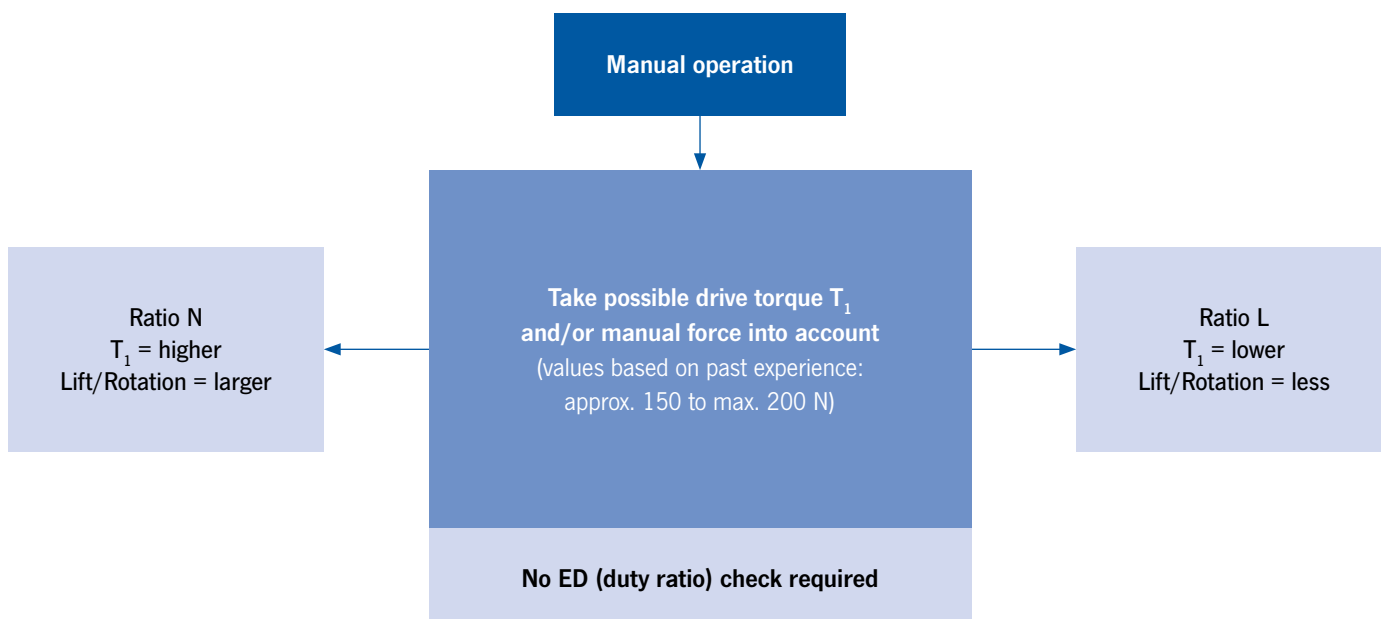 Manual operation
Take possible drive torque T₁
and/or manual force into account
(values based on past experience:
approx. 150 to max. 200 N)
No ED (duty ratio) check required
Ratio N
T₁ = higher
Lift/Rotation = larger
Ratio L
T₁ = lower
Lift/Rotation = less